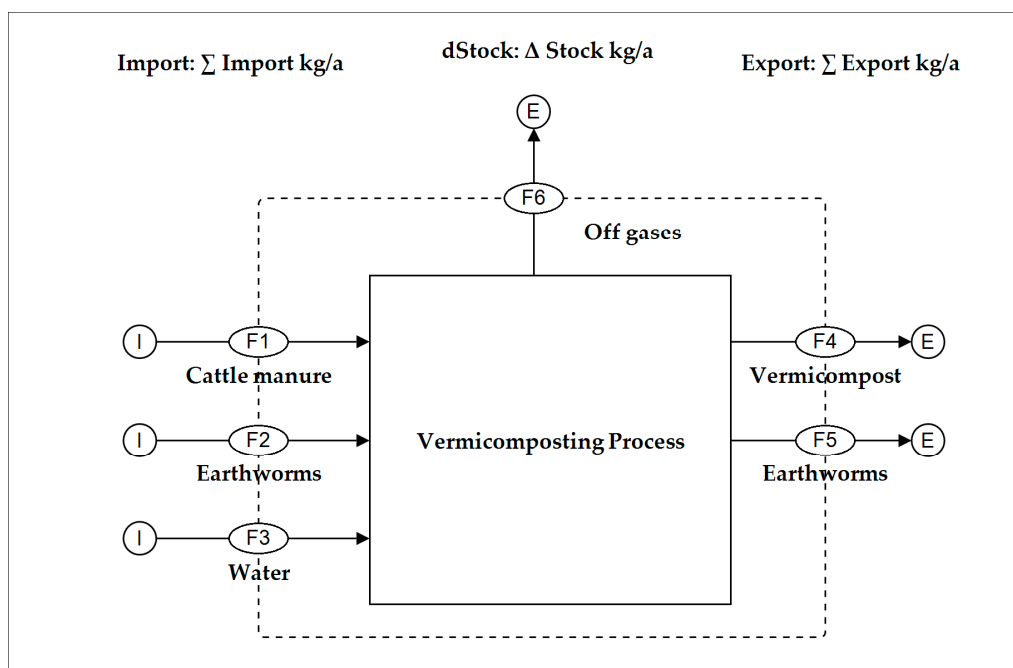 Import: ∑ Import kg/a
dStock: Δ Stock kg/a
Export: ∑ Export kg/a
E
F6
Off gases
I
F1
Cattle manure
F4
E
Vermicompost
I
F2
Earthworms
Vermicomposting Process
F5
E
Earthworms
I
F3
Water